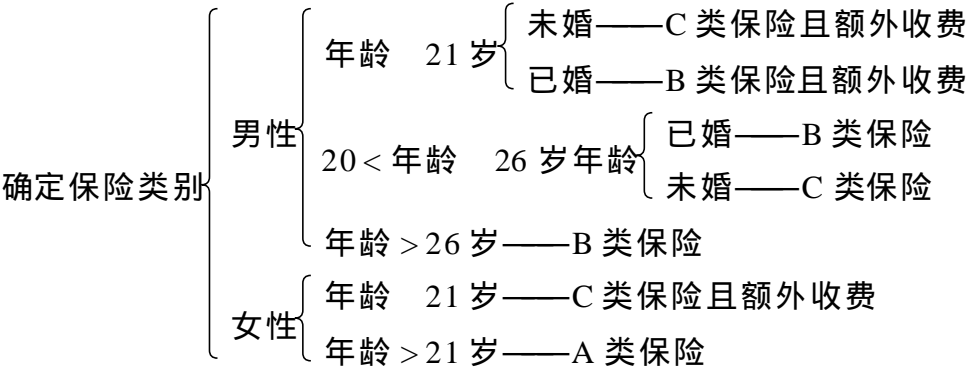 未婚——C 类保险且额外收费
年龄 21 岁
已婚——B 类保险且额外收费
男性
已婚——B 类保险
20 < 年龄 26 岁年龄
未婚——C 类保险
确定保险类别
年龄 > 26 岁——B 类保险
年龄 21 岁——C 类保险且额外收费
女性
年龄 > 21 岁——A 类保险